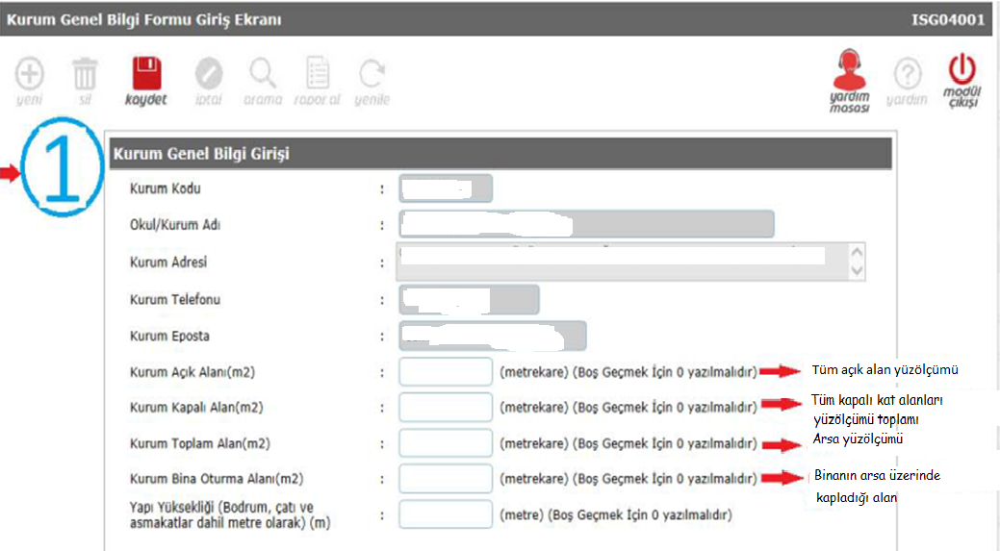 Kurum Genel Bilgi Formu Giriş Ekranı ISG04001
yeni sil kaydet iptal arama rapor al yenile yardım masası yardım modül çıkışı
1
Kurum Genel Bilgi Girişi
Kurum Kodu :
Okul/Kurum Adı :
Kurum Adresi :
Kurum Telefonu :
Kurum Eposta :
Kurum Açık Alanı(m2) : (metrekare) (Boş Geçmek İçin 0 yazılmalıdır) Tüm açık alan yüzölçümü
Kurum Kapalı Alan(m2) : (metrekare) (Boş Geçmek İçin 0 yazılmalıdır) Tüm kapalı kat alanları
yüzölçümü toplamı
Kurum Toplam Alan(m2) : (metrekare) (Boş Geçmek İçin 0 yazılmalıdır) Arsa yüzölçümü
Kurum Bina Oturma Alanı(m2) : (metrekare) (Boş Geçmek İçin 0 yazılmalıdır) Binanın arsa üzerinde
kapladığı alan
Yapı Yüksekliği (Bodrum, çatı ve
asmakatlar dahil metre olarak) (m) : (metre) (Boş Geçmek İçin 0 yazılmalıdır)